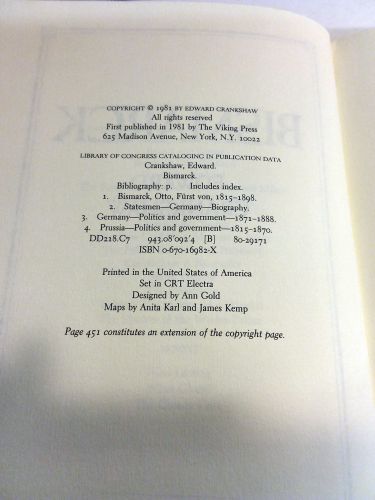 COPYRIGHT © 1981 BY EDWARD CRANKSHAW
All rights reserved
First published in 1981 by The Viking Press
625 Madison Avenue, New York, N.Y. 10022
LIBRARY OF CONGRESS CATALOGING IN PUBLICATION DATA
Crankshaw, Edward.
Bismarck.
Bibliography: p. Includes index.
1. Bismarck, Otto, Fürst von, 1815–1898.
2. Statesmen—Germany—Biography.
3. Germany—Politics and government—1871–1888.
4. Prussia—Politics and government—1815–1870.
DD218.C7 943.08'092'4 [B] 80-29171
ISBN 0-670-16982-X
Printed in the United States of America
Set in CRT Electra
Designed by Ann Gold
Maps by Anita Karl and James Kemp
Page 451 constitutes an extension of the copyright page.